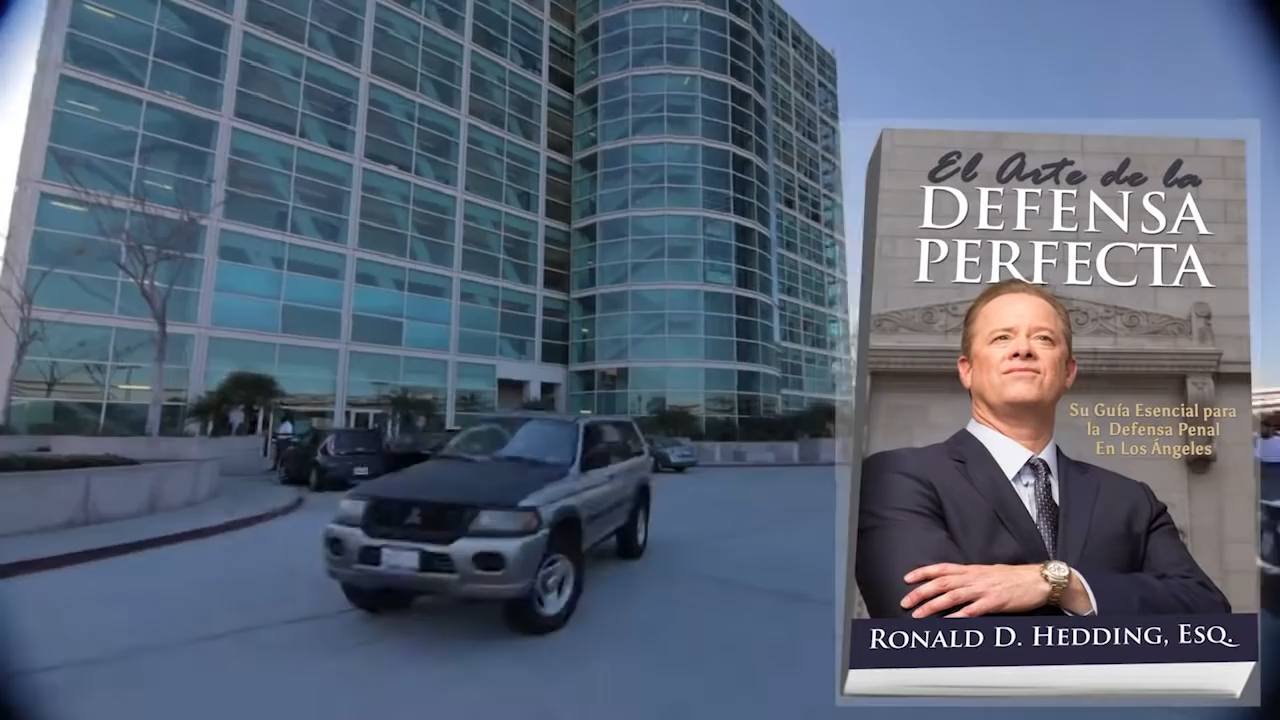 El Arte de la
DEFENSA
PERFECTA
Su Guía Esencial para
la Defensa Penal
En Los Ángeles
RONALD D. HEDDING, ESQ.